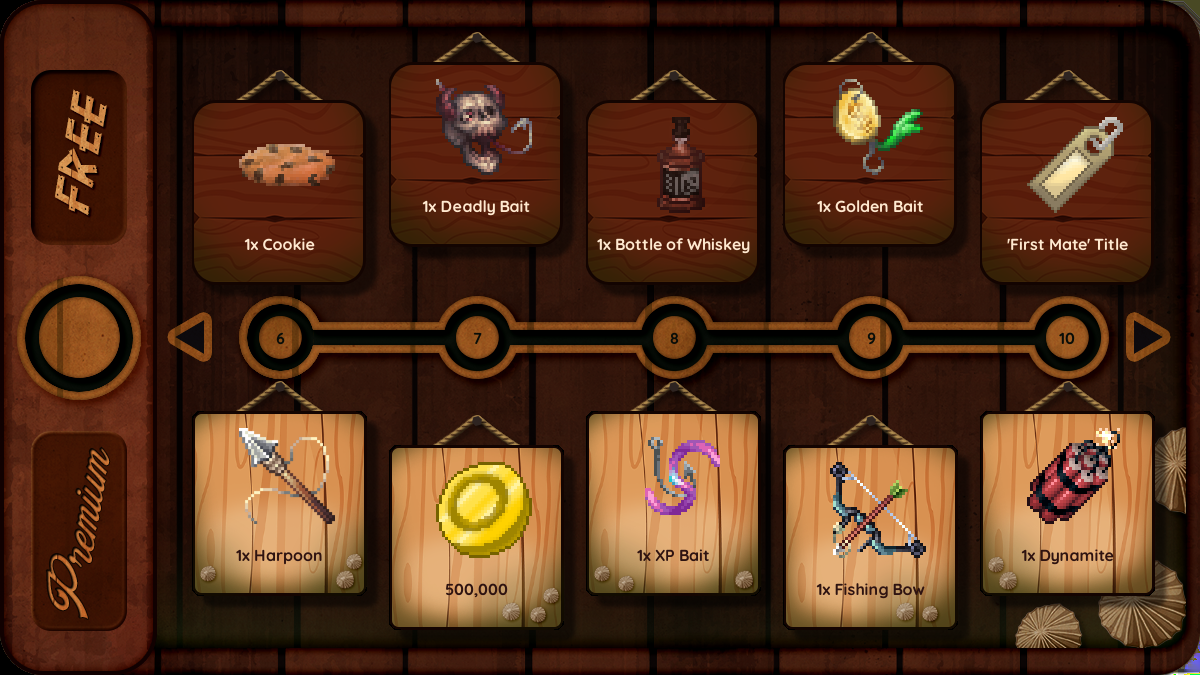 FREE
1x Cookie
1x Deadly Bait
1x Bottle of Whiskey
1x Golden Bait
'First Mate' Title
6
7
8
9
10
Premium
1x Harpoon
500,000
1x XP Bait
1x Fishing Bow
1x Dynamite